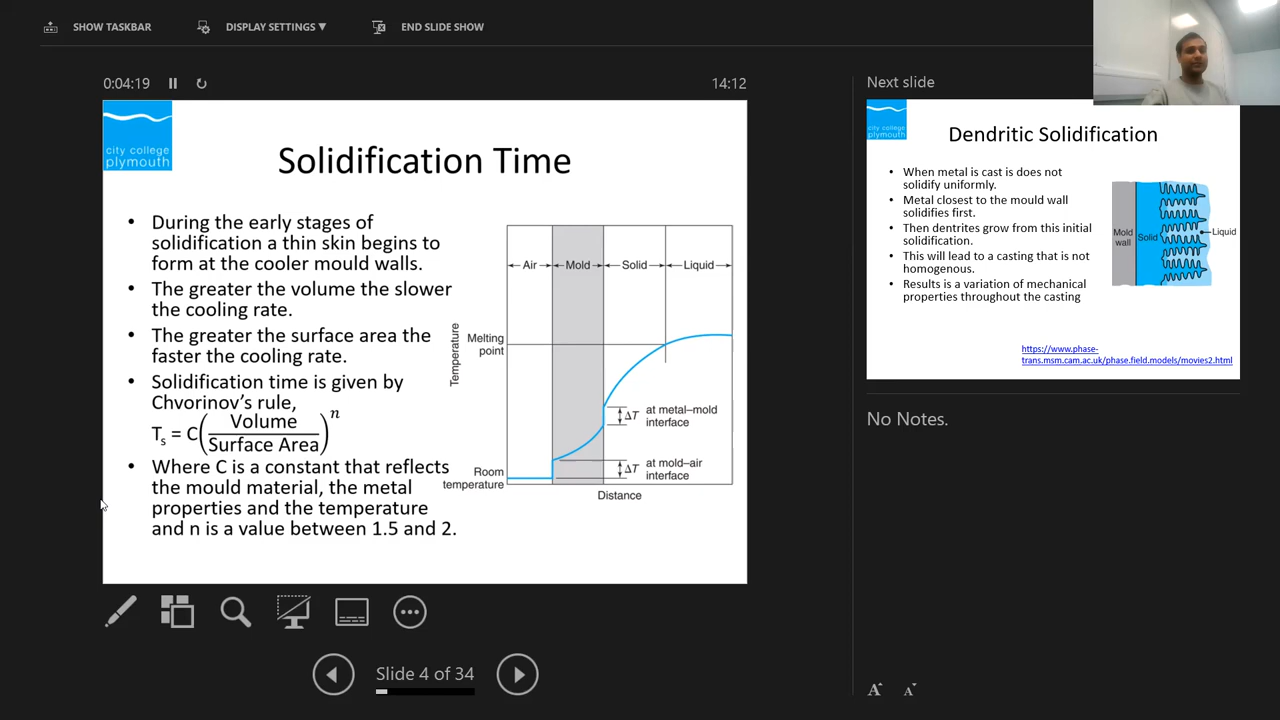 SHOW TASKBAR
DISPLAY SETTINGS ▼
END SLIDE SHOW
0:04:19
14:12
city college
plymouth
Solidification Time
• During the early stages of
solidification a thin skin begins to
form at the cooler mould walls.
• The greater the volume the slower
the cooling rate.
• The greater the surface area the
faster the cooling rate.
• Solidification time is given by
Chvorinov’s rule,
Tₛ = C(Volume / Surface Area)ⁿ
• Where C is a constant that reflects
the mould material, the metal
properties and the temperature
and n is a value between 1.5 and 2.
Air
Mold
Solid
Liquid
Temperature
Melting
point
ΔT at metal–mold
interface
ΔT at mold–air
interface
Room
temperature
Distance
Slide 4 of 34
Next slide
city college
plymouth
Dendritic Solidification
• When metal is cast is does not
solidify uniformly.
• Metal closest to the mould wall
solidifies first.
• Then dentrites grow from this initial
solidification.
• This will lead to a casting that is not
homogenous.
• Results is a variation of mechanical
properties throughout the casting
Mold
wall
Solid
Liquid
https://www.phase-
trans.msm.cam.ac.uk/phase.field.models/movies2.html
No Notes.
A
A